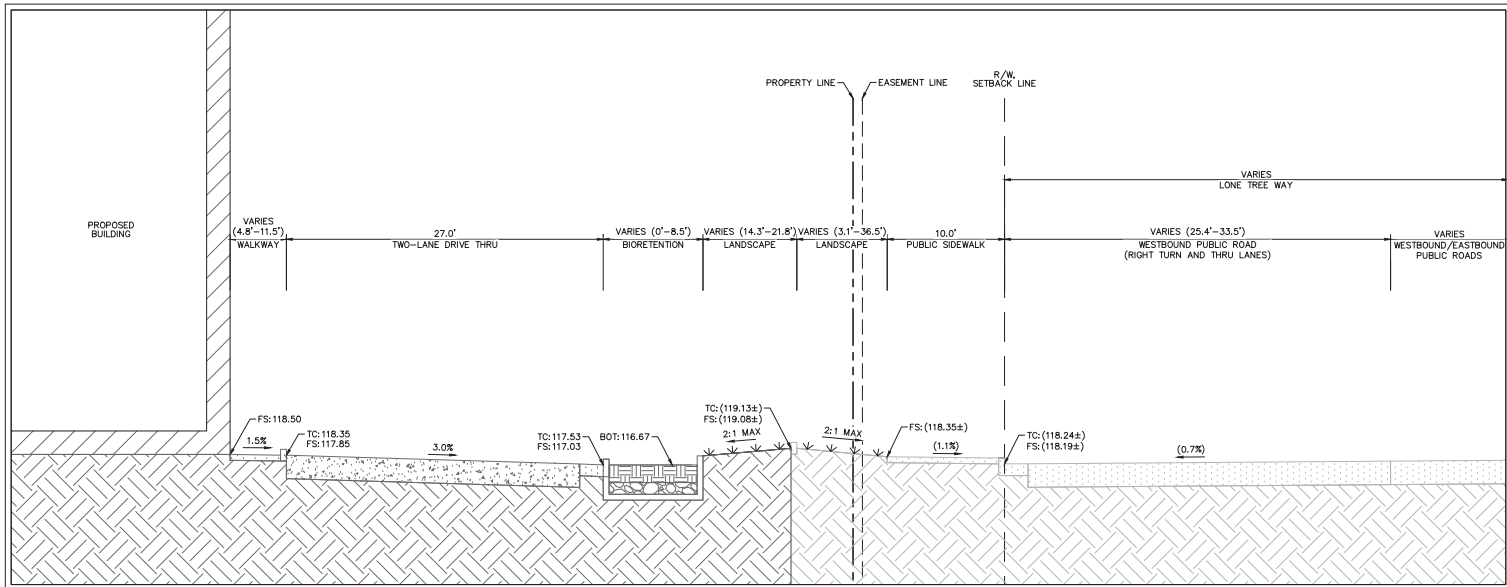 R/W,
SETBACK LINE
PROPERTY LINE
EASEMENT LINE
VARIES
LONE TREE WAY
PROPOSED
BUILDING
VARIES
(4.8'-11.5')
WALKWAY
27.0'
TWO-LANE DRIVE THRU
VARIES (0'-8.5')
BIORETENTION
VARIES (14.3'-21.8')
LANDSCAPE
VARIES (3.1'-36.5')
LANDSCAPE
10.0'
PUBLIC SIDEWALK
VARIES (25.4'-33.5')
WESTBOUND PUBLIC ROAD
(RIGHT TURN AND THRU LANES)
VARIES
WESTBOUND/EASTBOUND
PUBLIC ROADS
FS:118.50
1.5%
TC:118.35
FS:117.85
3.0%
TC:117.53
FS:117.03
BOT:116.67
TC:(119.13±)
FS:(119.08±)
2:1 MAX
2:1 MAX
FS:(118.35±)
(1.1%)
TC:(118.24±)
FS:(118.19±)
(0.7%)